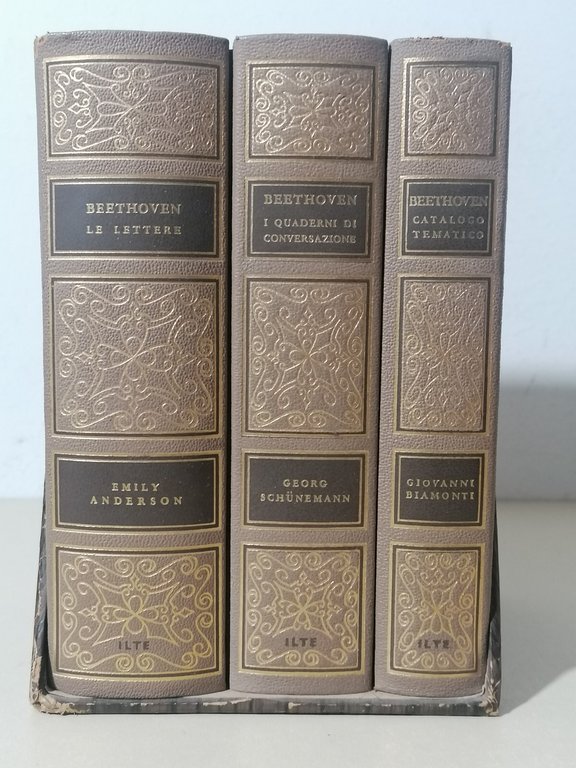 BEETHOVEN
LE LETTERE
EMILY
ANDERSON
ILTE
BEETHOVEN
I QUADERNI DI
CONVERSAZIONE
GEORG
SCHÜNEMANN
ILTE
BEETHOVEN
CATALOGO
TEMATICO
GIOVANNI
BIAMONTI
ILTE